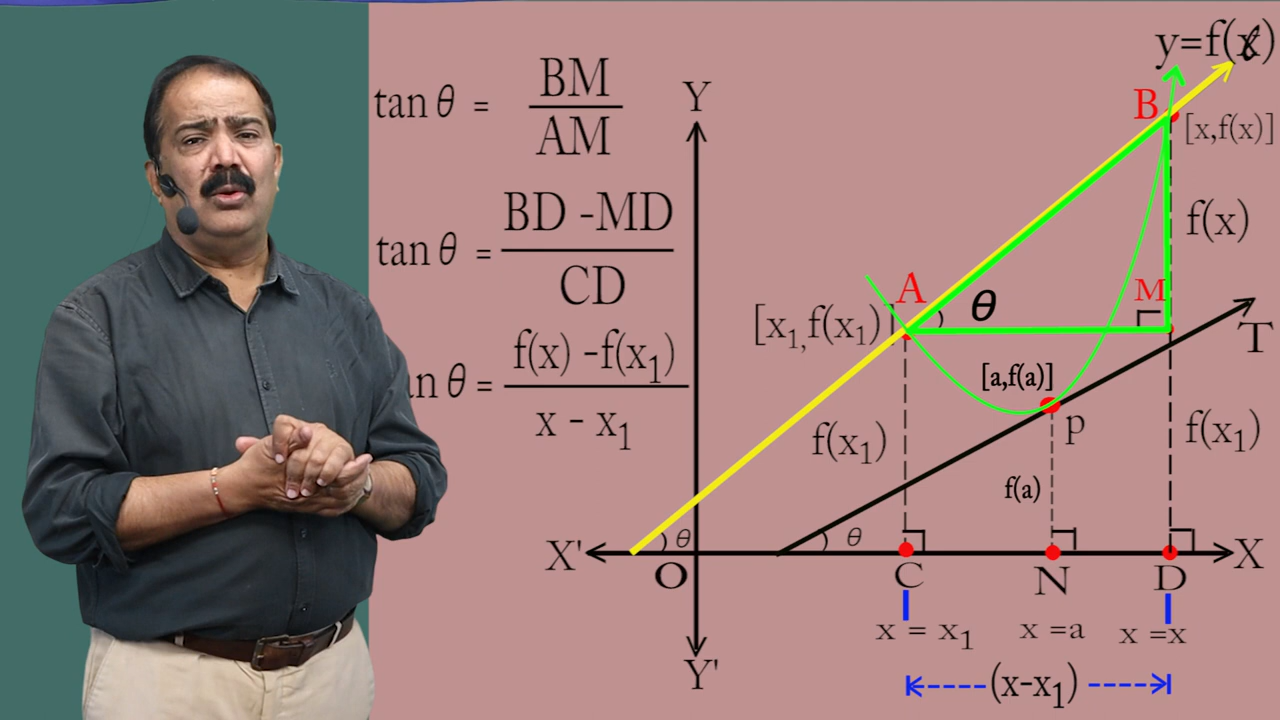 tan θ = BM
AM
tan θ = BD -MD
CD
an θ = f(x) -f(x₁)
x - x₁
Y
y=f(x)
B
[x,f(x)]
f(x)
A
θ
M
[x₁,f(x₁)]
T
[a,f(a)]
P
f(x₁)
f(x₁)
f(a)
θ
θ
X'
X
O
C
N
D
x = x₁
x =a
x =x
Y'
(x-x₁)